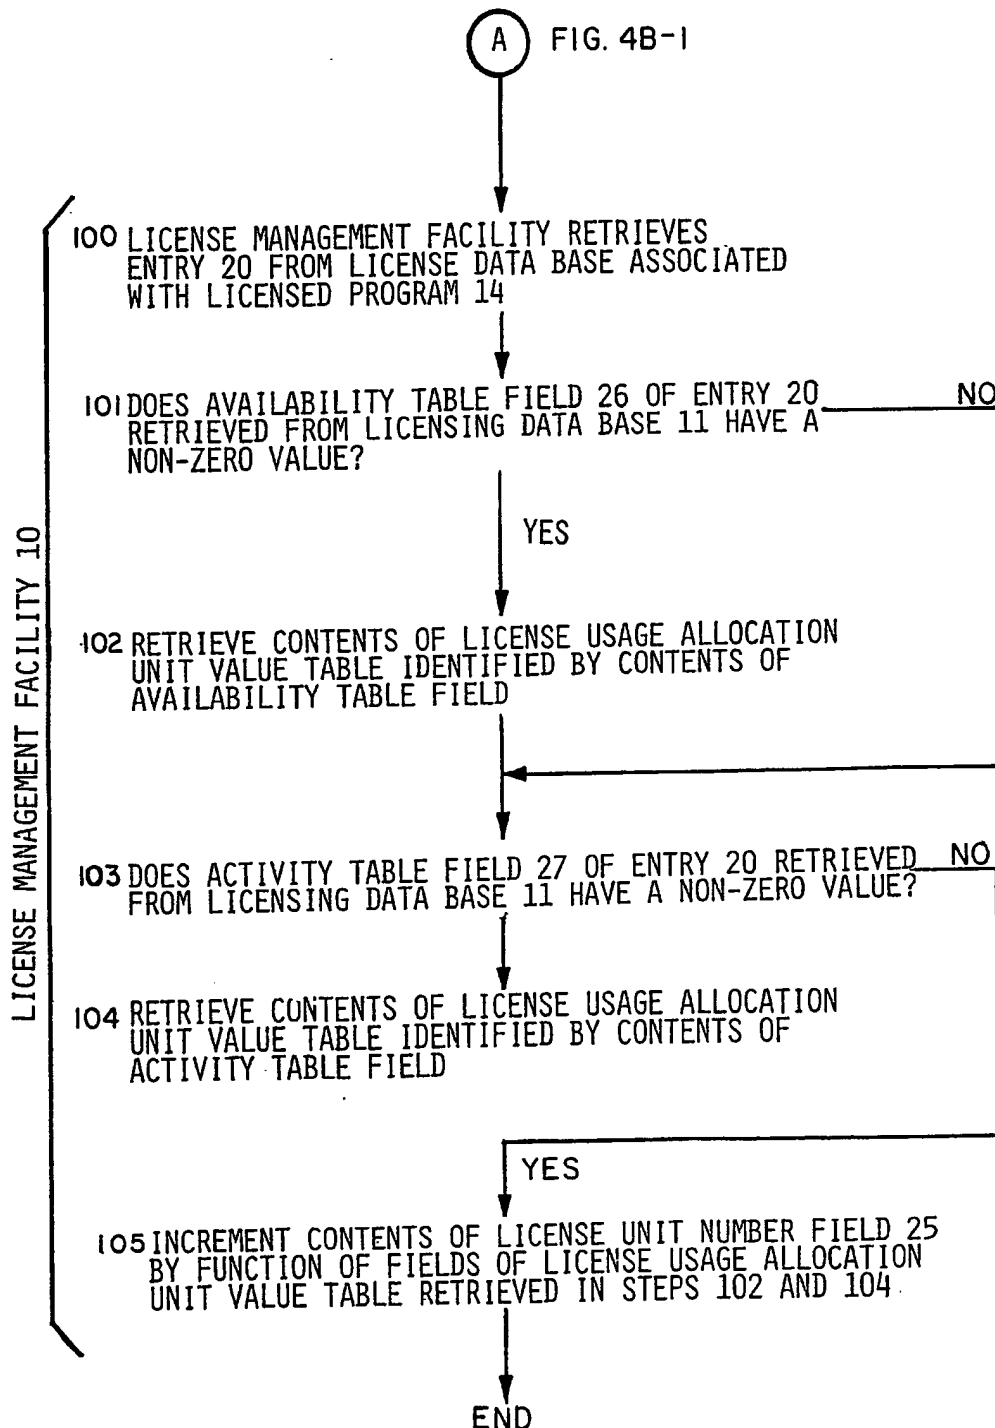 A FIG. 4B-1
100 LICENSE MANAGEMENT FACILITY RETRIEVES
ENTRY 20 FROM LICENSE DATA BASE ASSOCIATED
WITH LICENSED PROGRAM 14
101 DOES AVAILABILITY TABLE FIELD 26 OF ENTRY 20 NO
RETRIEVED FROM LICENSING DATA BASE 11 HAVE A
NON-ZERO VALUE?
YES
102 RETRIEVE CONTENTS OF LICENSE USAGE ALLOCATION
UNIT VALUE TABLE IDENTIFIED BY CONTENTS OF
AVAILABILITY TABLE FIELD
103 DOES ACTIVITY TABLE FIELD 27 OF ENTRY 20 RETRIEVED NO
FROM LICENSING DATA BASE 11 HAVE A NON-ZERO VALUE?
104 RETRIEVE CONTENTS OF LICENSE USAGE ALLOCATION
UNIT VALUE TABLE IDENTIFIED BY CONTENTS OF
ACTIVITY TABLE FIELD
YES
105 INCREMENT CONTENTS OF LICENSE UNIT NUMBER FIELD 25
BY FUNCTION OF FIELDS OF LICENSE USAGE ALLOCATION
UNIT VALUE TABLE RETRIEVED IN STEPS 102 AND 104
END
LICENSE MANAGEMENT FACILITY 10